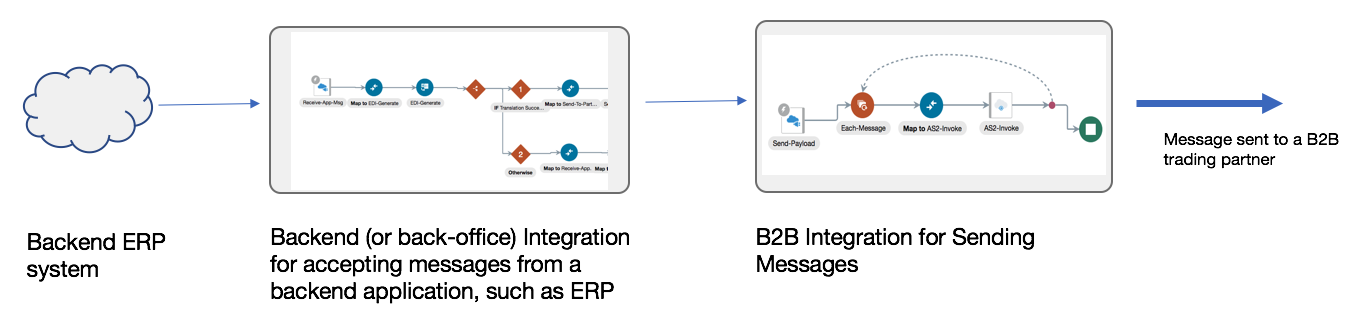 Receive-App-Msg
Map to EDI-Generate
EDI-Generate
1
IF Translation Succe...
Map to Send-To-Part...
2
Otherwise
Map to Receive-App..
Map t
Send-Payload
Each-Message
Map to AS2-Invoke
AS2-Invoke
Message sent to a B2B
trading partner
Backend ERP
system
Backend (or back-office) Integration
for accepting messages from a
backend application, such as ERP
B2B Integration for Sending
Messages